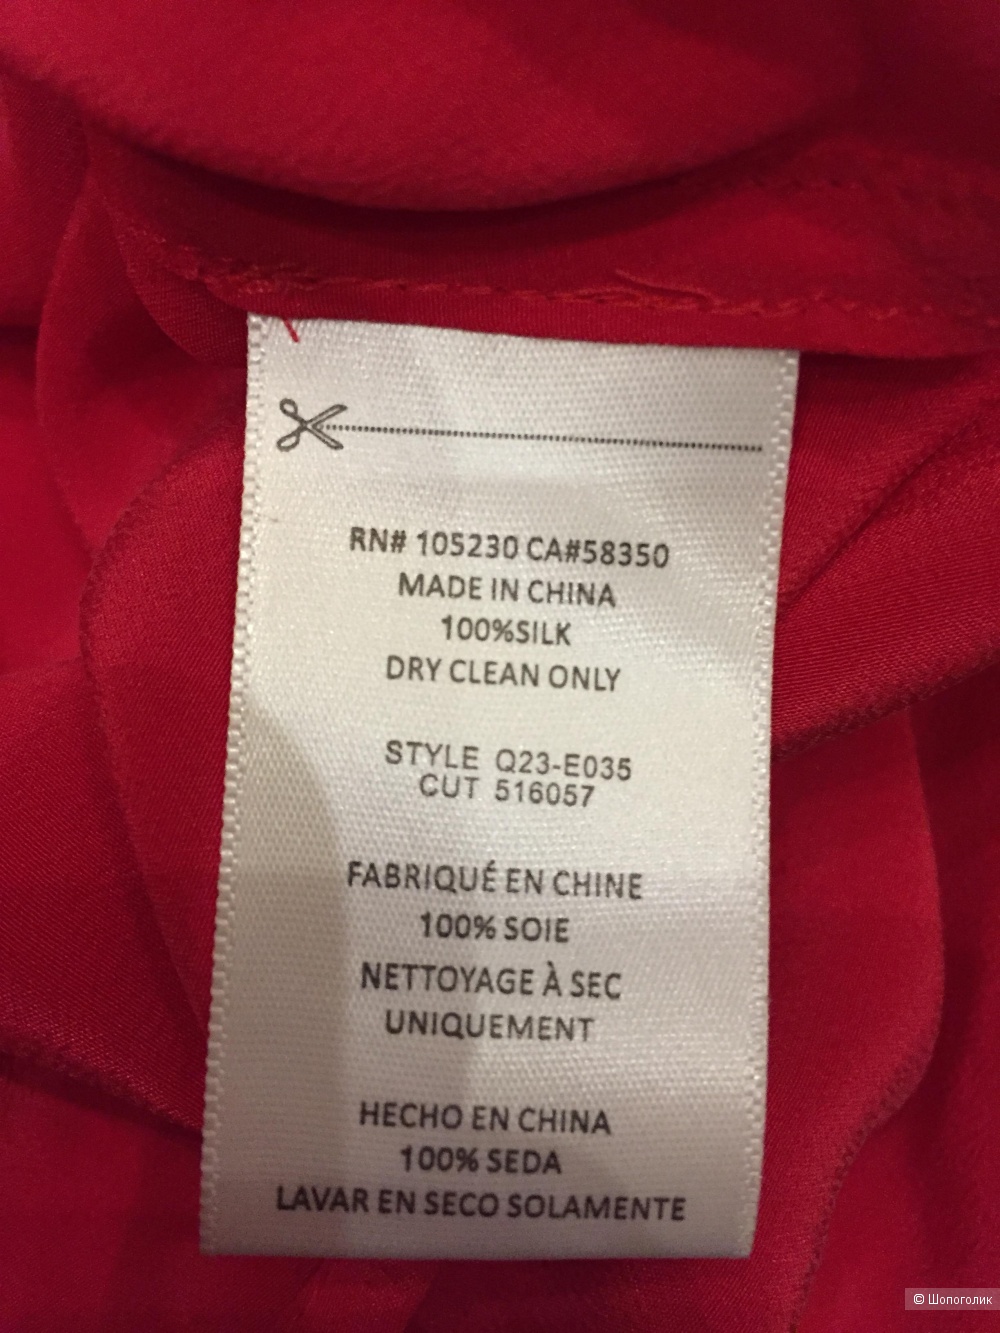 RN# 105230 CA#58350
MADE IN CHINA
100%SILK
DRY CLEAN ONLY
STYLE Q23-E035
CUT 516057
FABRIQUÉ EN CHINE
100% SOIE
NETTOYAGE À SEC
UNIQUEMENT
HECHO EN CHINA
100% SEDA
LAVAR EN SECO SOLAMENTE
© Шопоголик